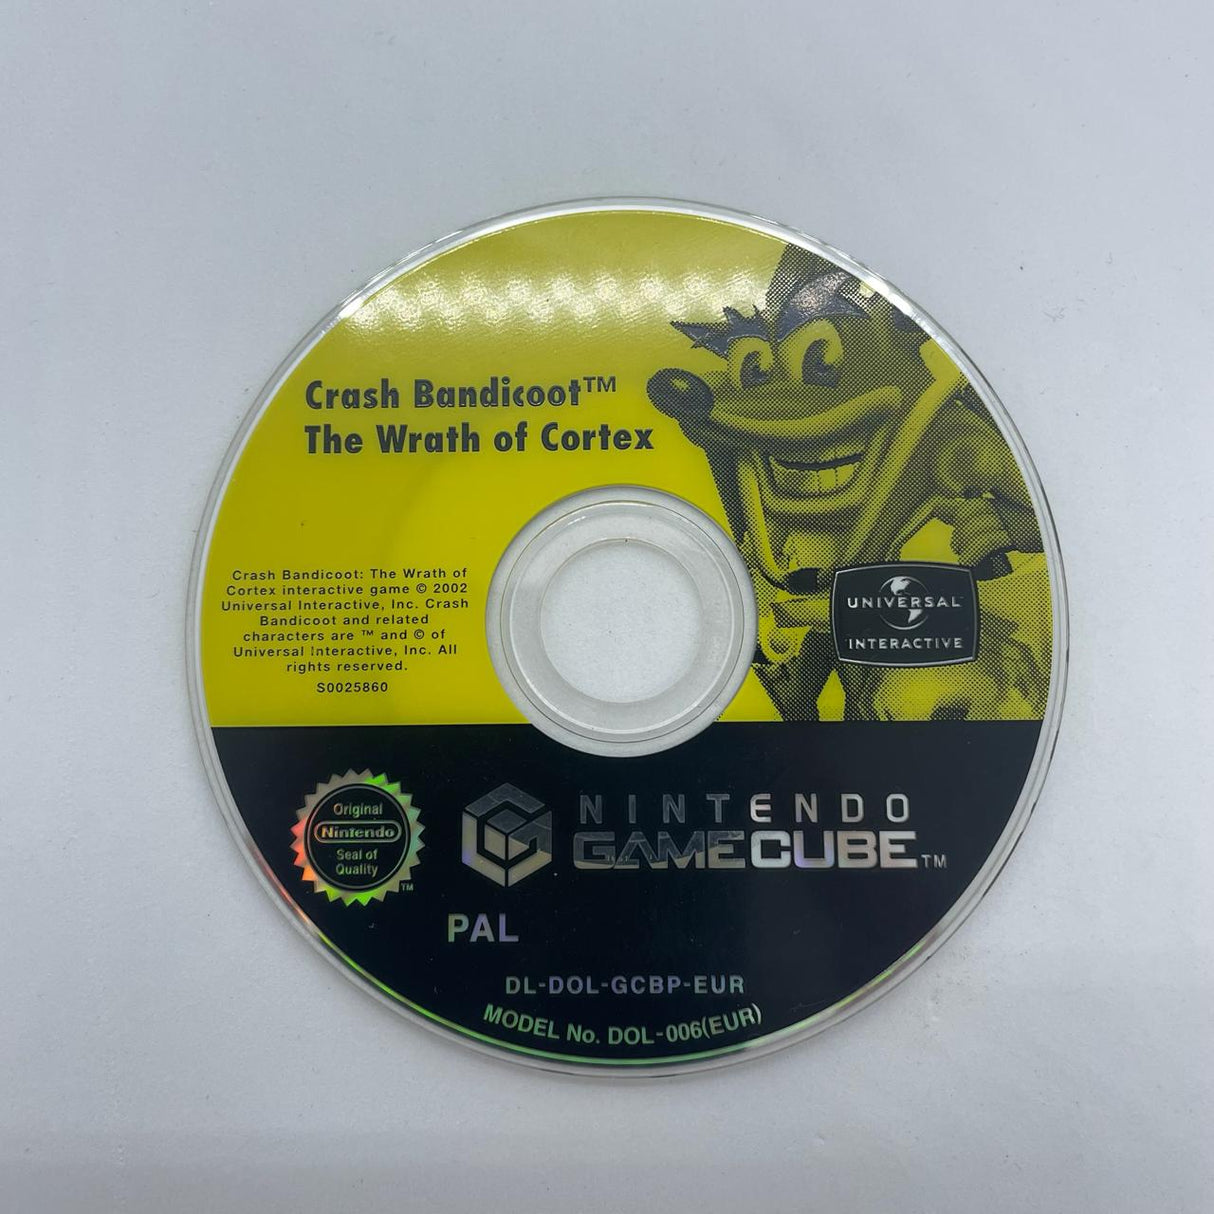 Crash Bandicoot™
The Wrath of Cortex
Crash Bandicoot: The Wrath of
Cortex interactive game © 2002
Universal Interactive, Inc. Crash
Bandicoot and related
characters are ™ and © of
Universal Interactive, Inc. All
rights reserved.
S0025860
UNIVERSAL
INTERACTIVE
Original
Nintendo
Seal of
Quality
TM
NINTENDO
GAMECUBE™
PAL
DL-DOL-GCBP-EUR
MODEL No. DOL-006(EUR)